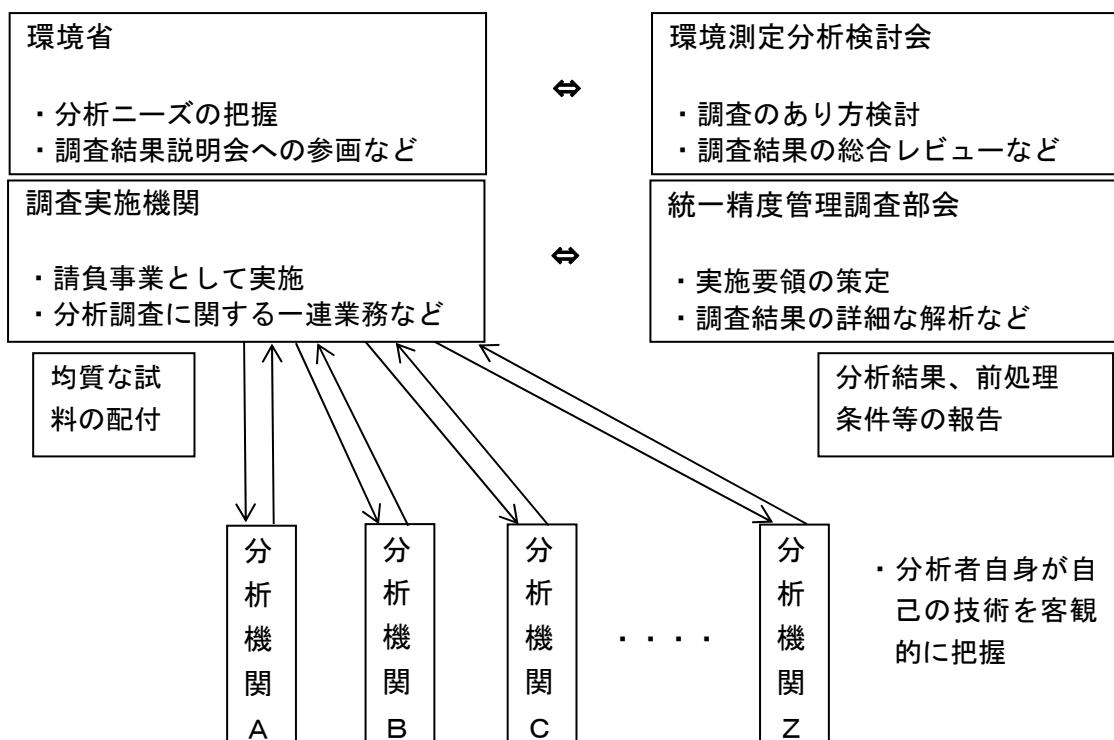 環境省
・分析ニーズの把握
・調査結果説明会への参画など
⇔
環境測定分析検討会
・調査のあり方検討
・調査結果の総合レビューなど
調査実施機関
・請負事業として実施
・分析調査に関する一連業務など
⇔
統一精度管理調査部会
・実施要領の策定
・調査結果の詳細な解析など
均質な試
料の配付
分析結果、前処理
条件等の報告
分析機関A
分析機関B
分析機関C
・・・・
分析機関Z
・分析者自身が自
己の技術を客観
的に把握